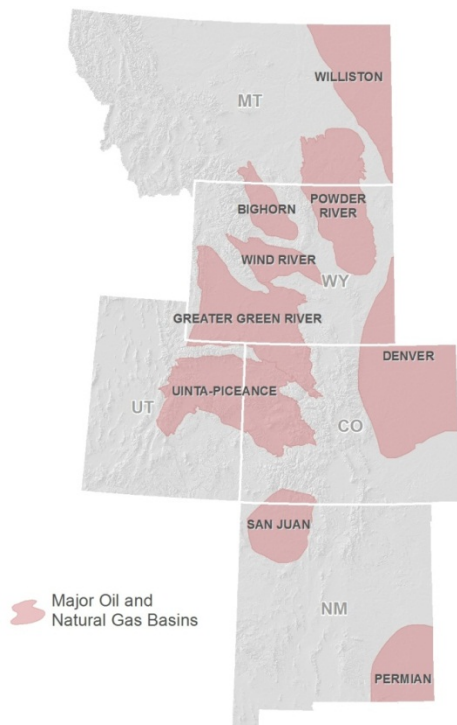 WILLISTON
MT
BIGHORN
POWDER
RIVER
WIND RIVER
WY
GREATER GREEN RIVER
DENVER
UINTA-PICEANCE
UT
CO
SAN JUAN
Major Oil and
Natural Gas Basins
NM
PERMIAN